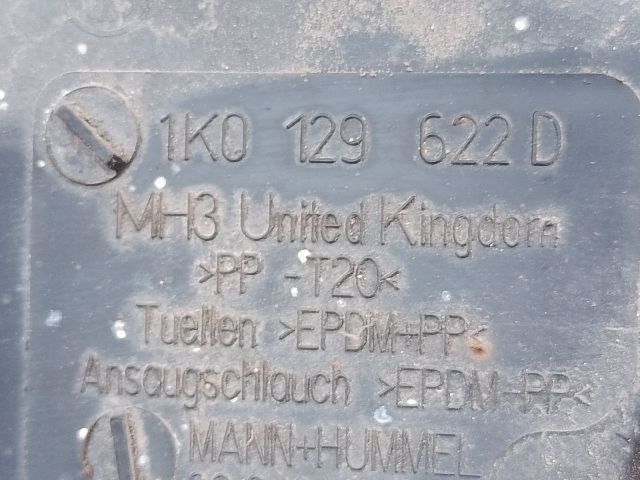 1K0 129 622 D
MH3 United Kingdom
>PP -T20<
Tuellen >EPDM+PP<
Ansaugschlauch >EPDM+PP<
MANN+HUMMEL